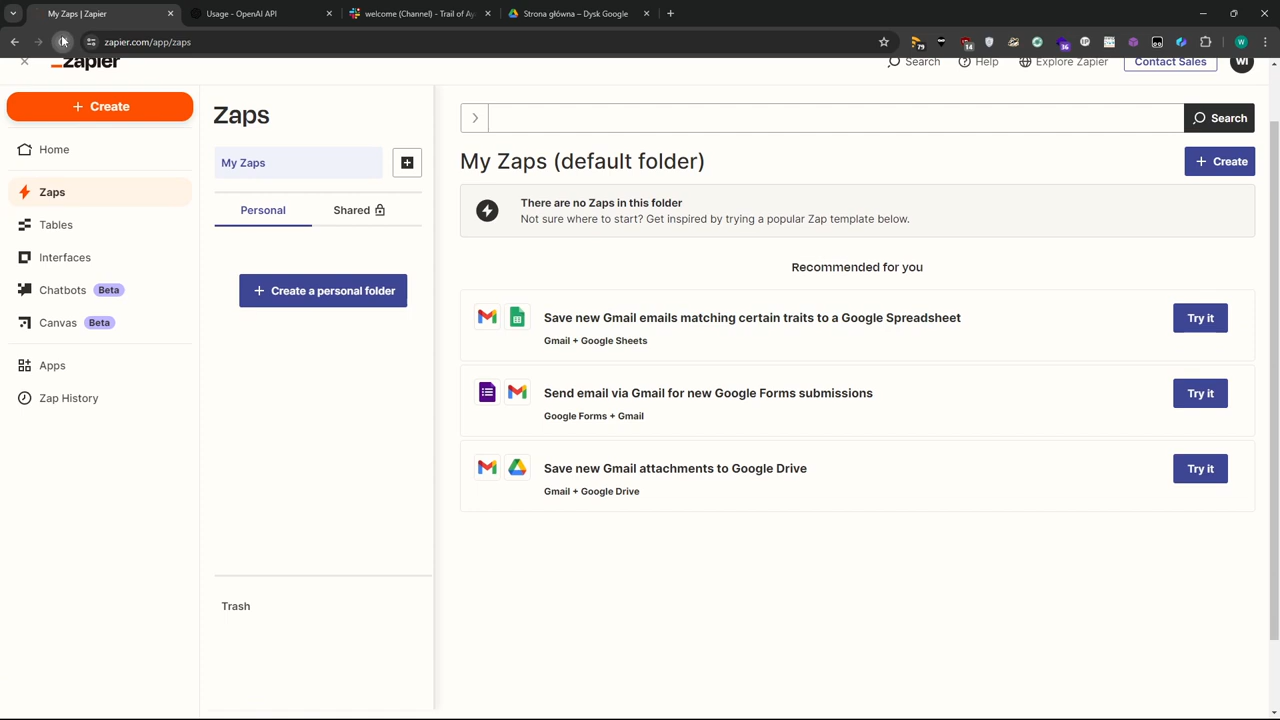 My Zaps | Zapier
Usage - OpenAI API
welcome (Channel) - Trail of Ay
Strona główna – Dysk Google
zapier.com/app/zaps
79
14
16
W
zapier
Search
Help
Explore Zapier
Contact Sales
WI
Create
Home
Zaps
Tables
Interfaces
Chatbots Beta
Canvas Beta
Apps
Zap History
Zaps
My Zaps
Personal
Shared
Create a personal folder
Trash
Search
My Zaps (default folder)
Create
There are no Zaps in this folder
Not sure where to start? Get inspired by trying a popular Zap template below.
Recommended for you
Save new Gmail emails matching certain traits to a Google Spreadsheet
Gmail + Google Sheets
Try it
Send email via Gmail for new Google Forms submissions
Google Forms + Gmail
Try it
Save new Gmail attachments to Google Drive
Gmail + Google Drive
Try it